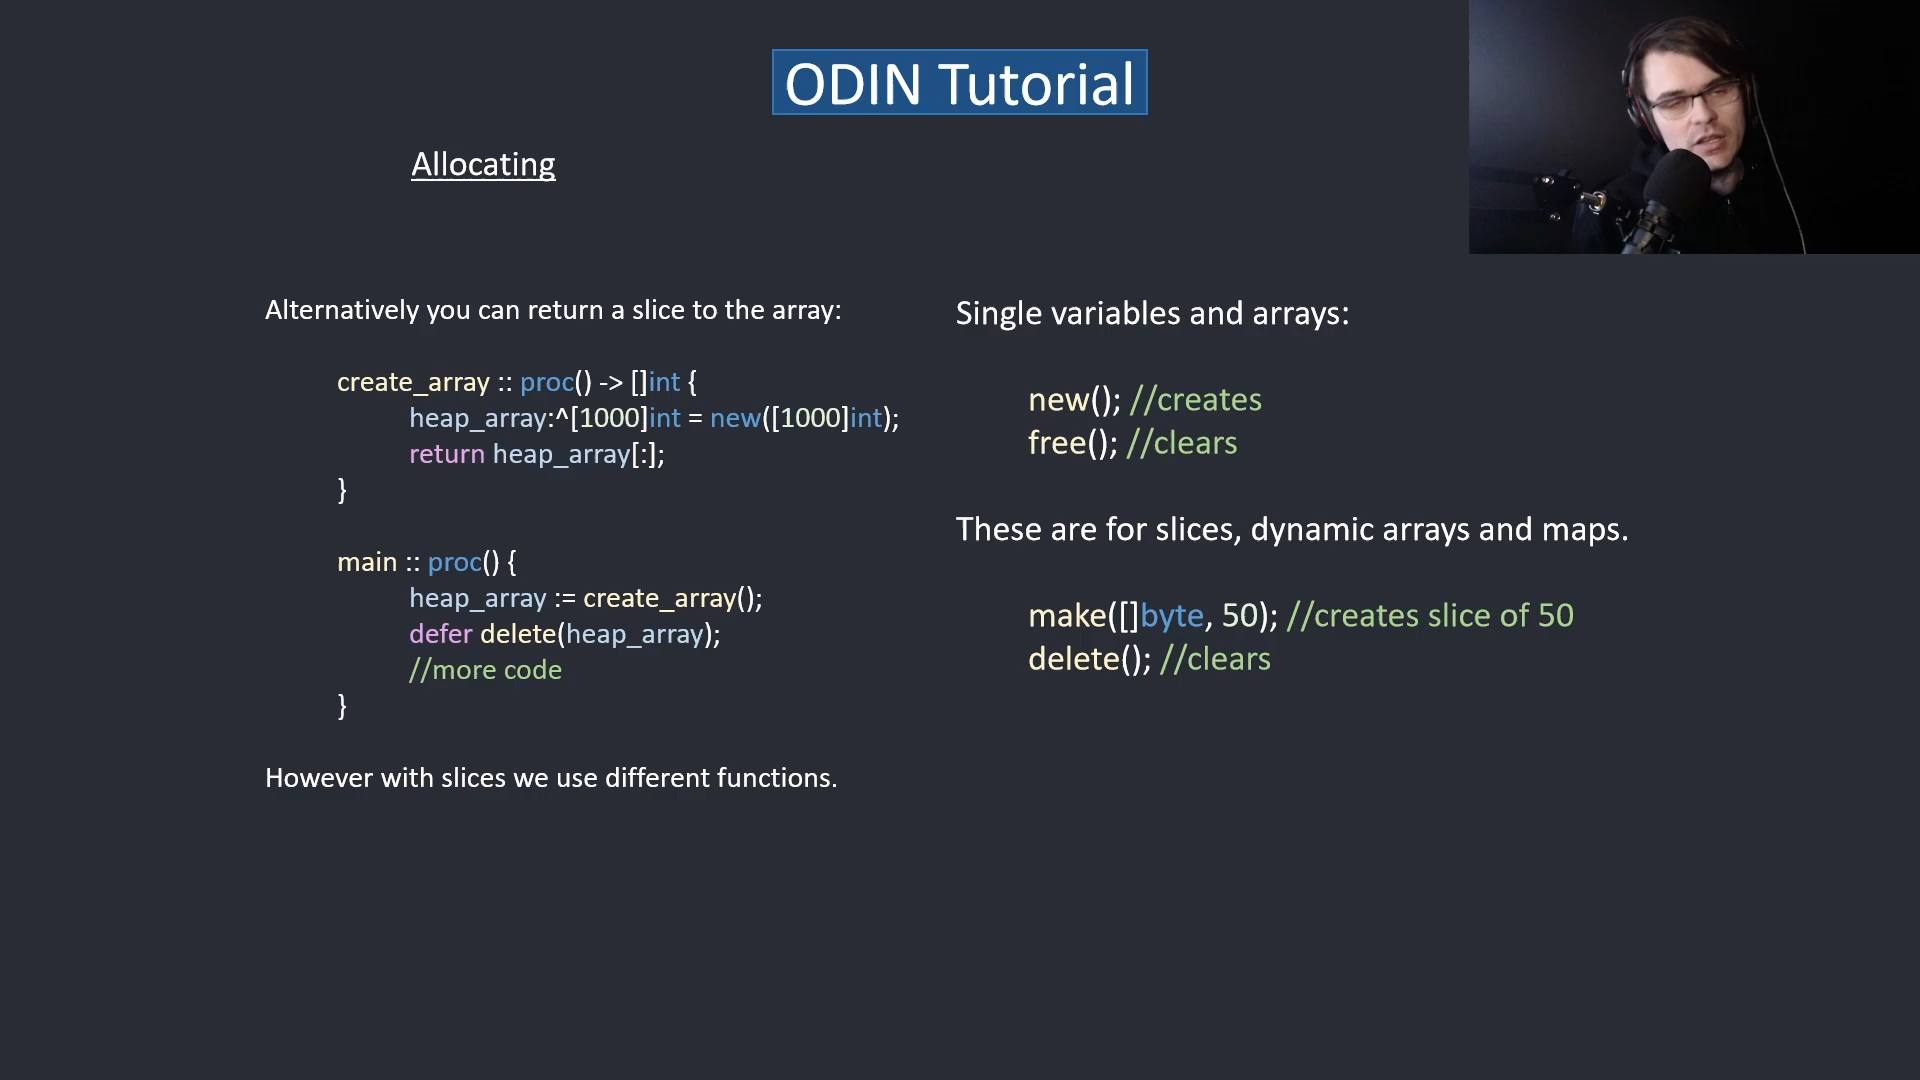 ODIN Tutorial
Allocating
Alternatively you can return a slice to the array:
create_array :: proc() -> []int {
heap_array:^[1000]int = new([1000]int);
return heap_array[:];
}
main :: proc() {
heap_array := create_array();
defer delete(heap_array);
//more code
}
However with slices we use different functions.
Single variables and arrays:
new(); //creates
free(); //clears
These are for slices, dynamic arrays and maps.
make([]byte, 50); //creates slice of 50
delete(); //clears